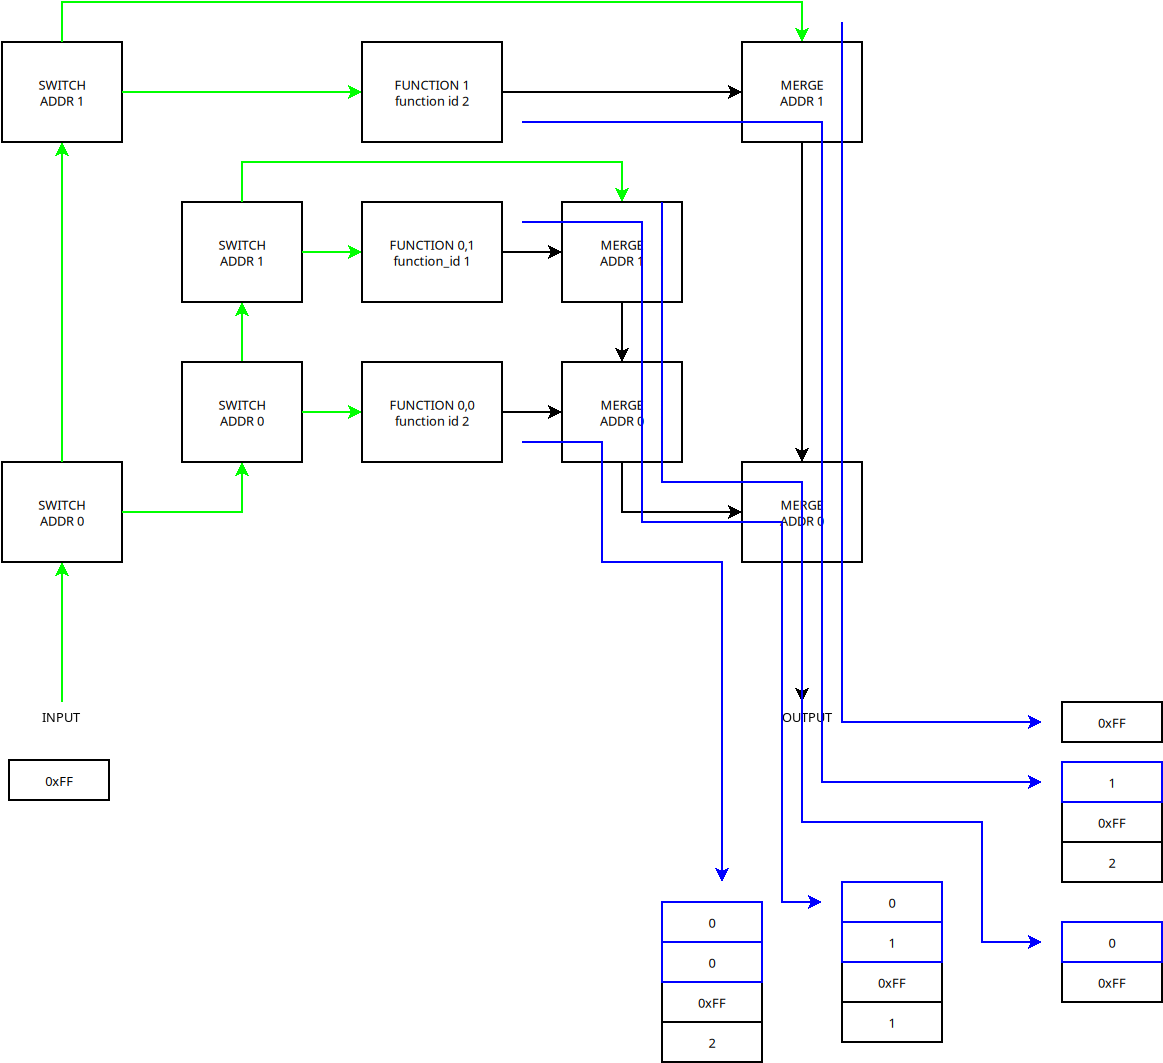 SWITCH
ADDR 1
FUNCTION 1
function id 2
MERGE
ADDR 1
SWITCH
ADDR 1
FUNCTION 0,1
function_id 1
MERGE
ADDR 1
SWITCH
ADDR 0
FUNCTION 0,0
function id 2
MERGE
ADDR 0
SWITCH
ADDR 0
MERGE
ADDR 0
INPUT
OUTPUT
0xFF
0xFF
1
0xFF
2
0
0
0xFF
2
0
1
0xFF
1
0
0xFF